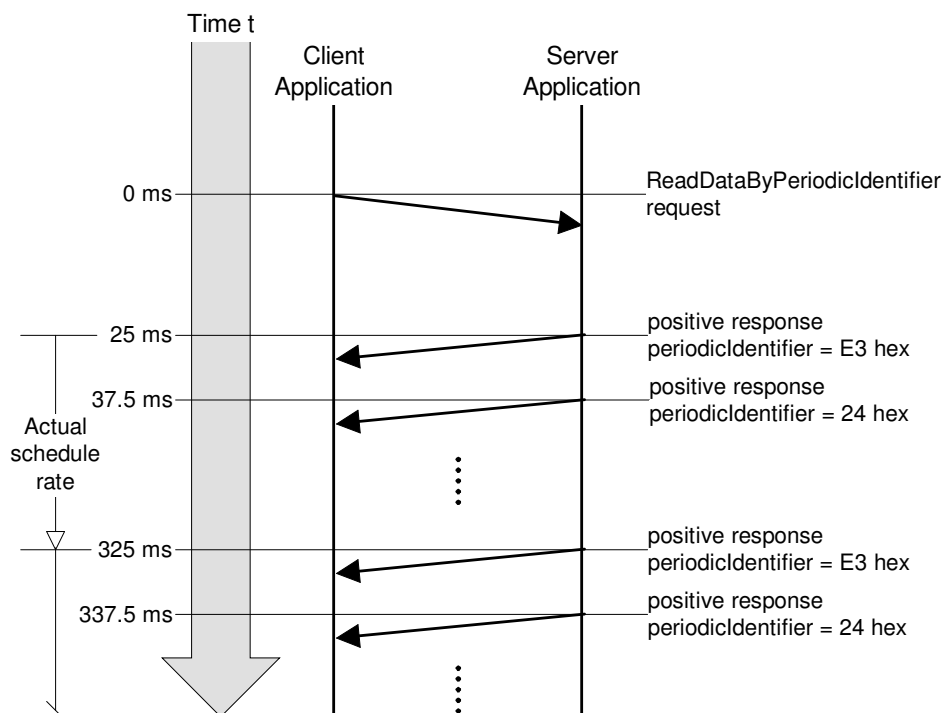 Time t
Client
Application
Server
Application
0 ms
ReadDataByPeriodicIdentifier
request
25 ms
positive response
periodicIdentifier = E3 hex
37.5 ms
positive response
periodicIdentifier = 24 hex
Actual
schedule
rate
325 ms
positive response
periodicIdentifier = E3 hex
337.5 ms
positive response
periodicIdentifier = 24 hex